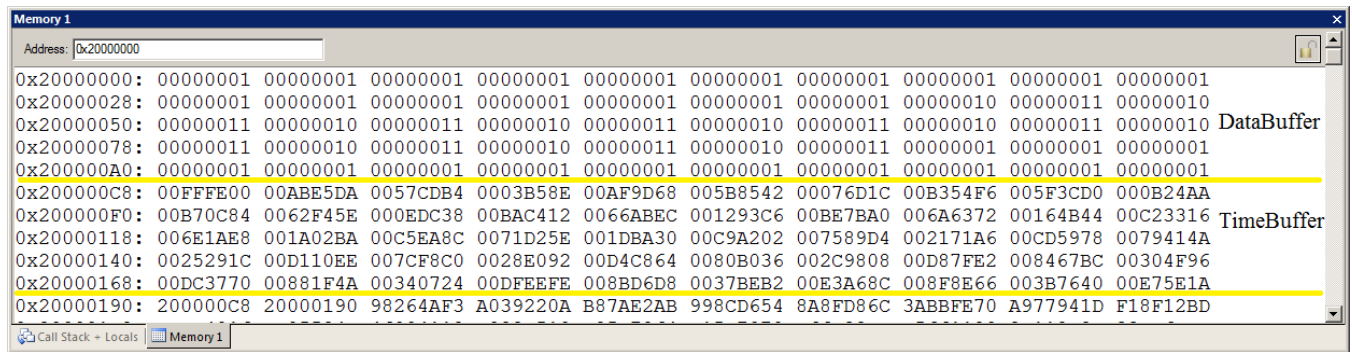 Memory 1
Address: 0x20000000
0x20000000: 00000001 00000001 00000001 00000001 00000001 00000001 00000001 00000001 00000001 00000001
0x20000028: 00000001 00000001 00000001 00000001 00000001 00000001 00000001 00000010 00000011 00000010
0x20000050: 00000011 00000010 00000011 00000010 00000011 00000010 00000011 00000010 00000011 00000010 DataBuffer
0x20000078: 00000011 00000010 00000011 00000010 00000011 00000010 00000011 00000001 00000001 00000001
0x200000A0: 00000001 00000001 00000001 00000001 00000001 00000001 00000001 00000001 00000001 00000001
0x200000C8: 00FFFE00 00ABE5DA 0057CDB4 0003B58E 00AF9D68 005B8542 00076D1C 00B354F6 005F3CD0 000B24AA
0x200000F0: 00B70C84 0062F45E 000EDC38 00BAC412 0066ABEC 001293C6 00BE7BA0 006A6372 00164B44 00C23316
TimeBuffer
0x20000118: 006E1AE8 001A02BA 00C5EA8C 0071D25E 001DBA30 00C9A202 007589D4 002171A6 00CD5978 0079414A
0x20000140: 0025291C 00D110EE 007CF8C0 0028E092 00D4C864 0080B036 002C9808 00D87FE2 008467BC 00304F96
0x20000168: 00DC3770 00881F4A 00340724 00DFEEFE 008BD6D8 0037BEB2 00E3A68C 008F8E66 003B7640 00E75E1A
0x20000190: 200000C8 20000190 98264AF3 A039220A B87AE2AB 998CD654 8A8FD86C 3ABBFE70 A977941D F18F12BD
Call Stack + Locals Memory 1